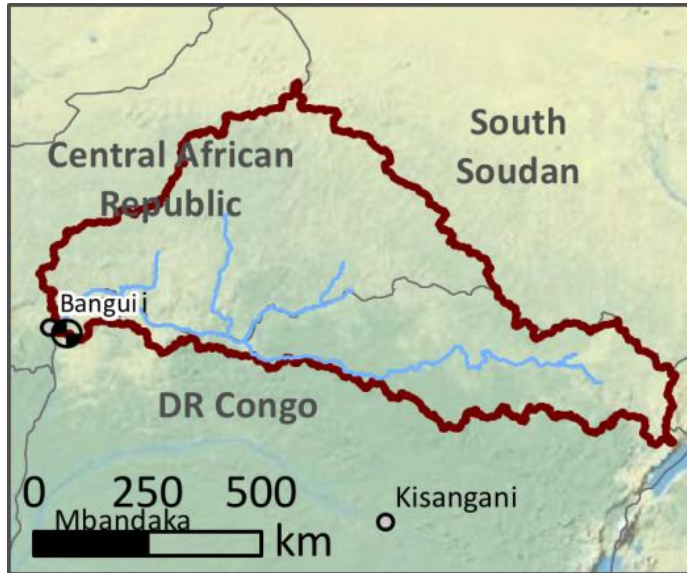 South
Soudan
Central African
Republic
Bangui i
DR Congo
0 250 500
Kisangani
Mbandaka
km